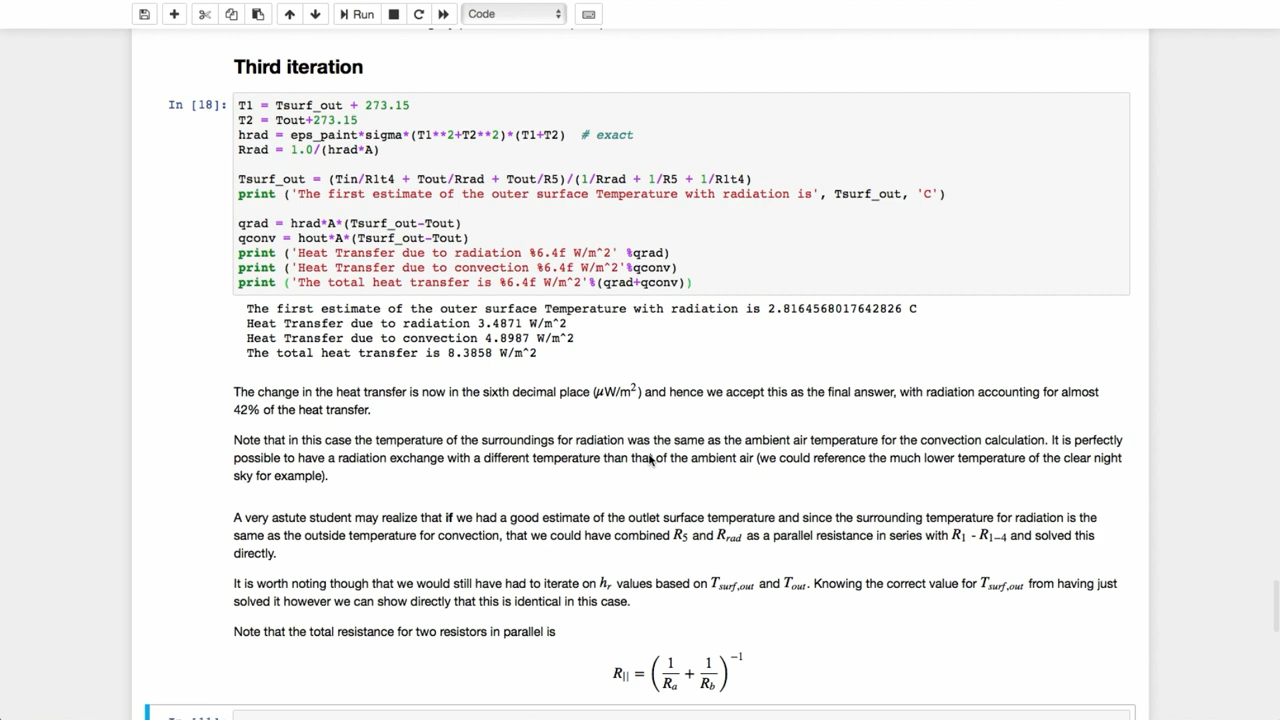 Run
Code
Third iteration
In [18]:
T1 = Tsurf_out + 273.15
T2 = Tout+273.15
hrad = eps_paint*sigma*(T1**2+T2**2)*(T1+T2)  # exact
Rrad = 1.0/(hrad*A)
Tsurf_out = (Tin/R1t4 + Tout/Rrad + Tout/R5)/(1/Rrad + 1/R5 + 1/R1t4)
print ('The first estimate of the outer surface Temperature with radiation is', Tsurf_out, 'C')
qrad = hrad*A*(Tsurf_out-Tout)
qconv = hout*A*(Tsurf_out-Tout)
print ('Heat Transfer due to radiation %6.4f W/m^2' %qrad)
print ('Heat Transfer due to convection %6.4f W/m^2'%qconv)
print ('The total heat transfer is %6.4f W/m^2'%(qrad+qconv))
The first estimate of the outer surface Temperature with radiation is 2.8164568017642826 C
Heat Transfer due to radiation 3.4871 W/m^2
Heat Transfer due to convection 4.8987 W/m^2
The total heat transfer is 8.3858 W/m^2
The change in the heat transfer is now in the sixth decimal place (μW/m²) and hence we accept this as the final answer, with radiation accounting for almost
42% of the heat transfer.
Note that in this case the temperature of the surroundings for radiation was the same as the ambient air temperature for the convection calculation. It is perfectly
possible to have a radiation exchange with a different temperature than that of the ambient air (we could reference the much lower temperature of the clear night
sky for example).
A very astute student may realize that if we had a good estimate of the outlet surface temperature and since the surrounding temperature for radiation is the
same as the outside temperature for convection, that we could have combined R₅ and R_rad as a parallel resistance in series with R₁ - R₁₋₄ and solved this
directly.
It is worth noting though that we would still have had to iterate on h_r values based on T_surf,out and T_out. Knowing the correct value for T_surf,out from having just
solved it however we can show directly that this is identical in this case.
Note that the total resistance for two resistors in parallel is
R_|| = (1/R_a + 1/R_b)^−1